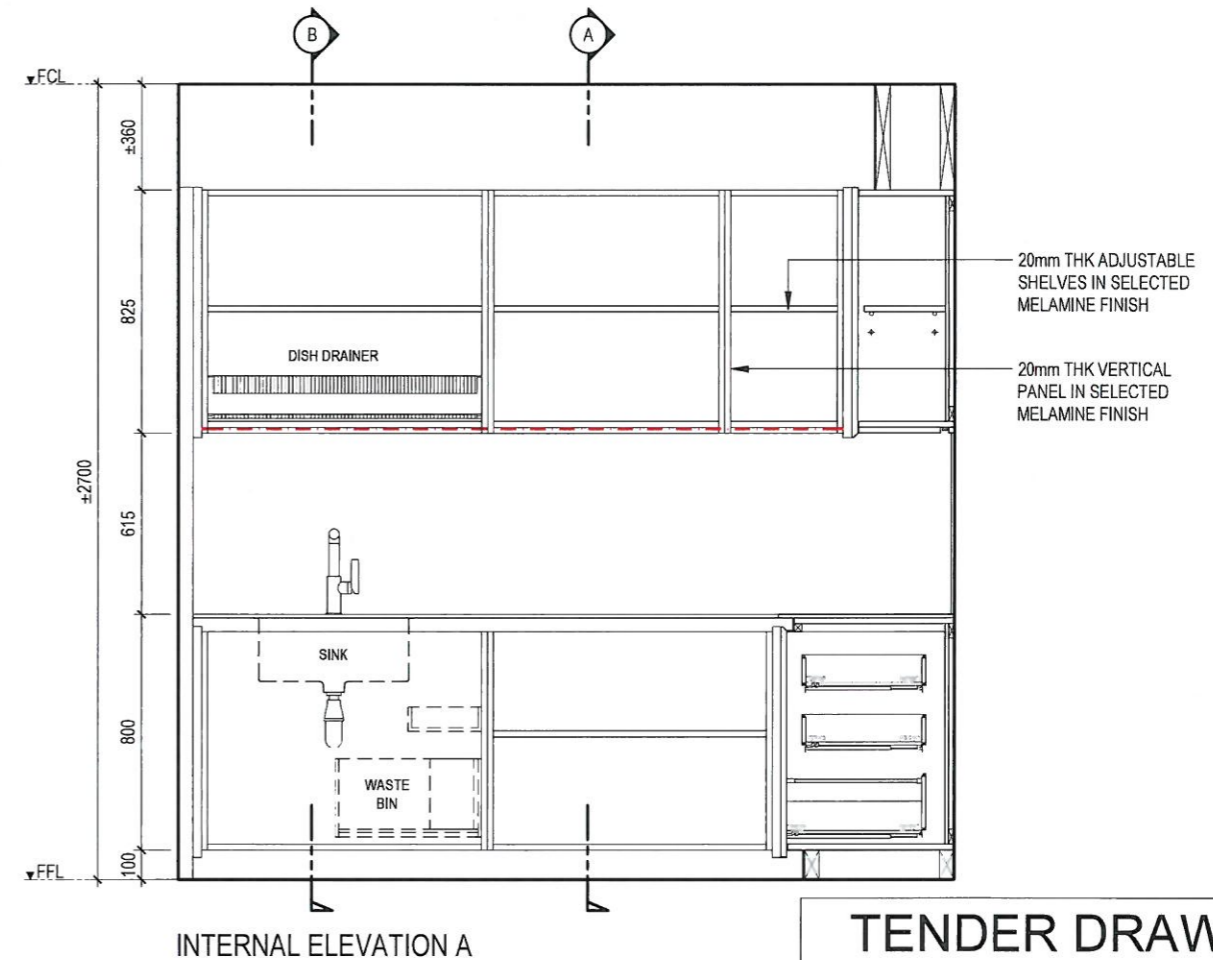 B
A
FCL
±360
825
±2700
615
800
100
FFL
20mm THK ADJUSTABLE
SHELVES IN SELECTED
MELAMINE FINISH
DISH DRAINER
20mm THK VERTICAL
PANEL IN SELECTED
MELAMINE FINISH
SINK
WASTE
BIN
INTERNAL ELEVATION A
TENDER DRAW